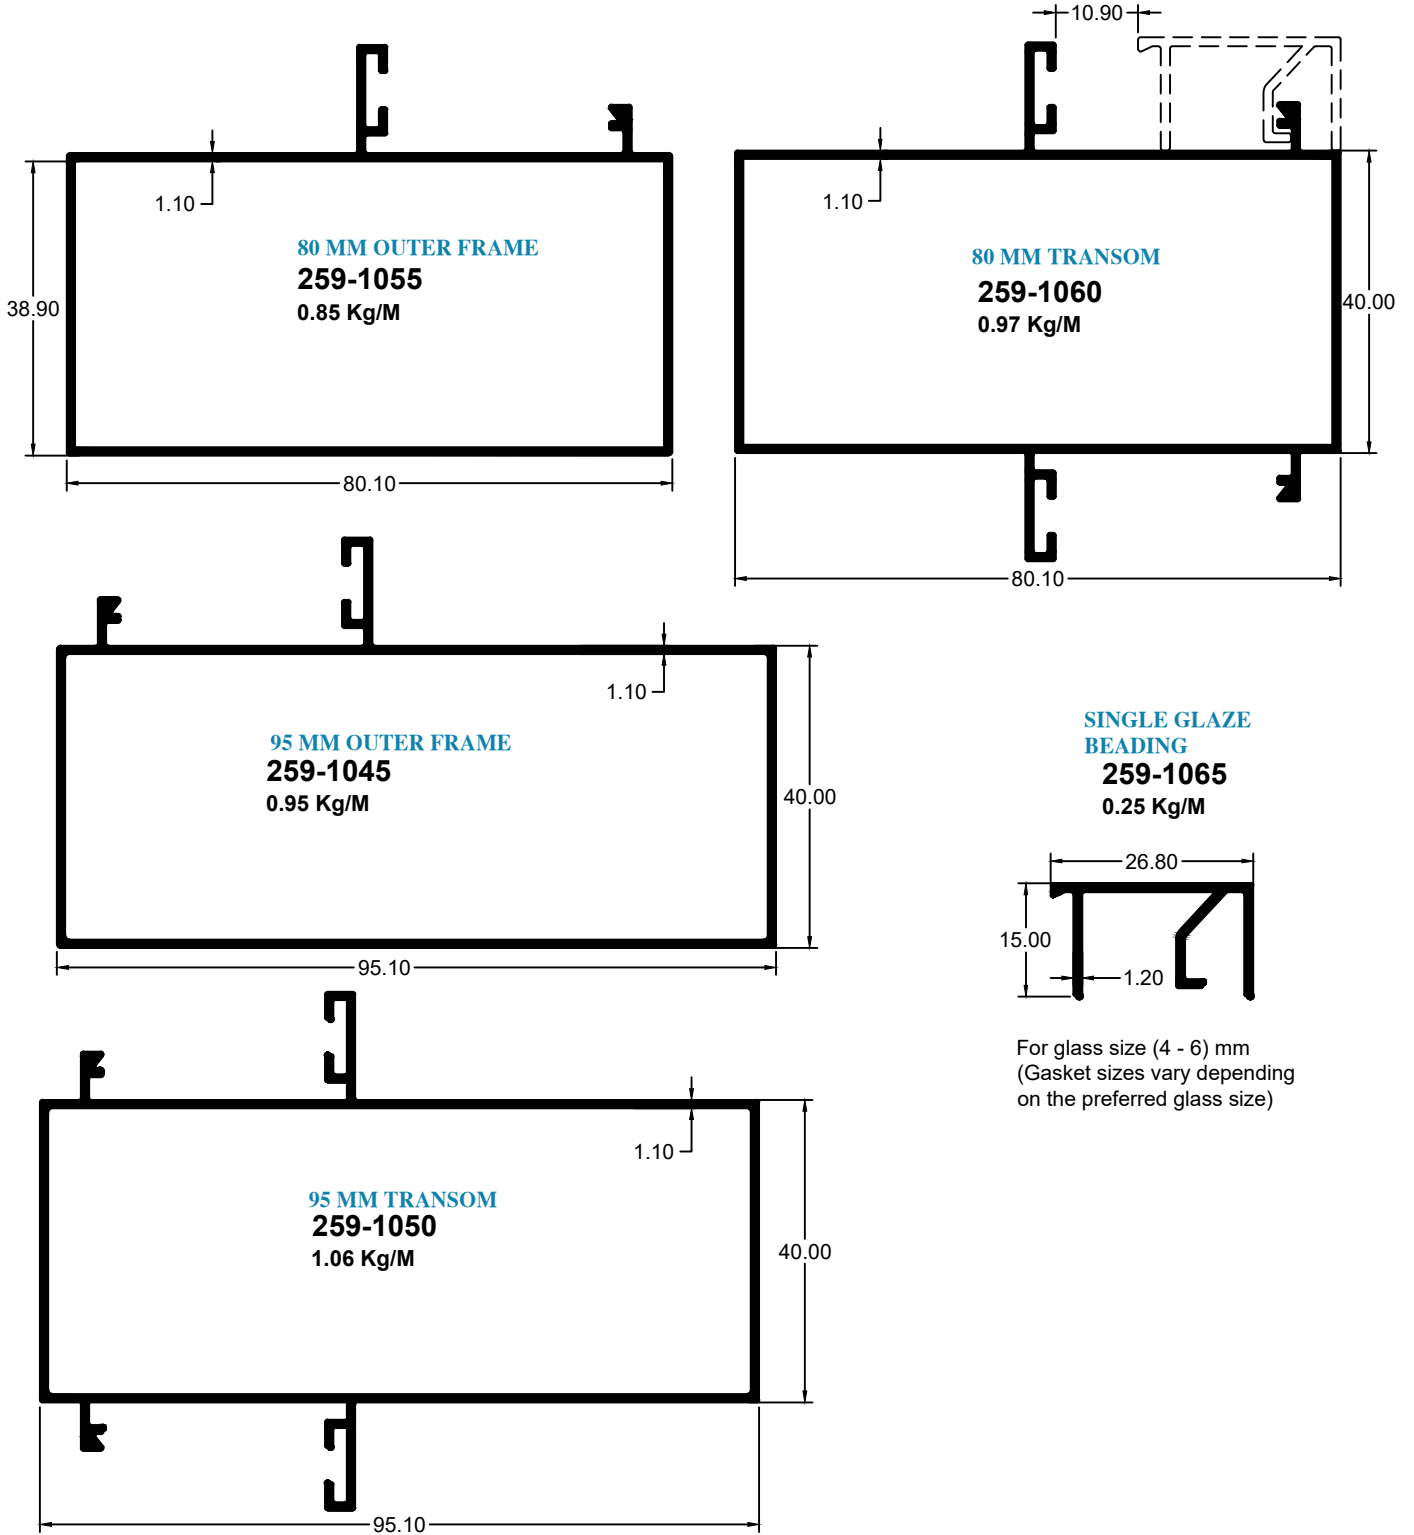 10.90
1.10
80 MM OUTER FRAME
259-1055
0.85 Kg/M
38.90
80.10
1.10
80 MM TRANSOM
259-1060
0.97 Kg/M
40.00
80.10
1.10
95 MM OUTER FRAME
259-1045
0.95 Kg/M
40.00
95.10
SINGLE GLAZE
BEADING
259-1065
0.25 Kg/M
26.80
15.00
1.20
For glass size (4 - 6) mm
(Gasket sizes vary depending
on the preferred glass size)
1.10
95 MM TRANSOM
259-1050
1.06 Kg/M
40.00
95.10